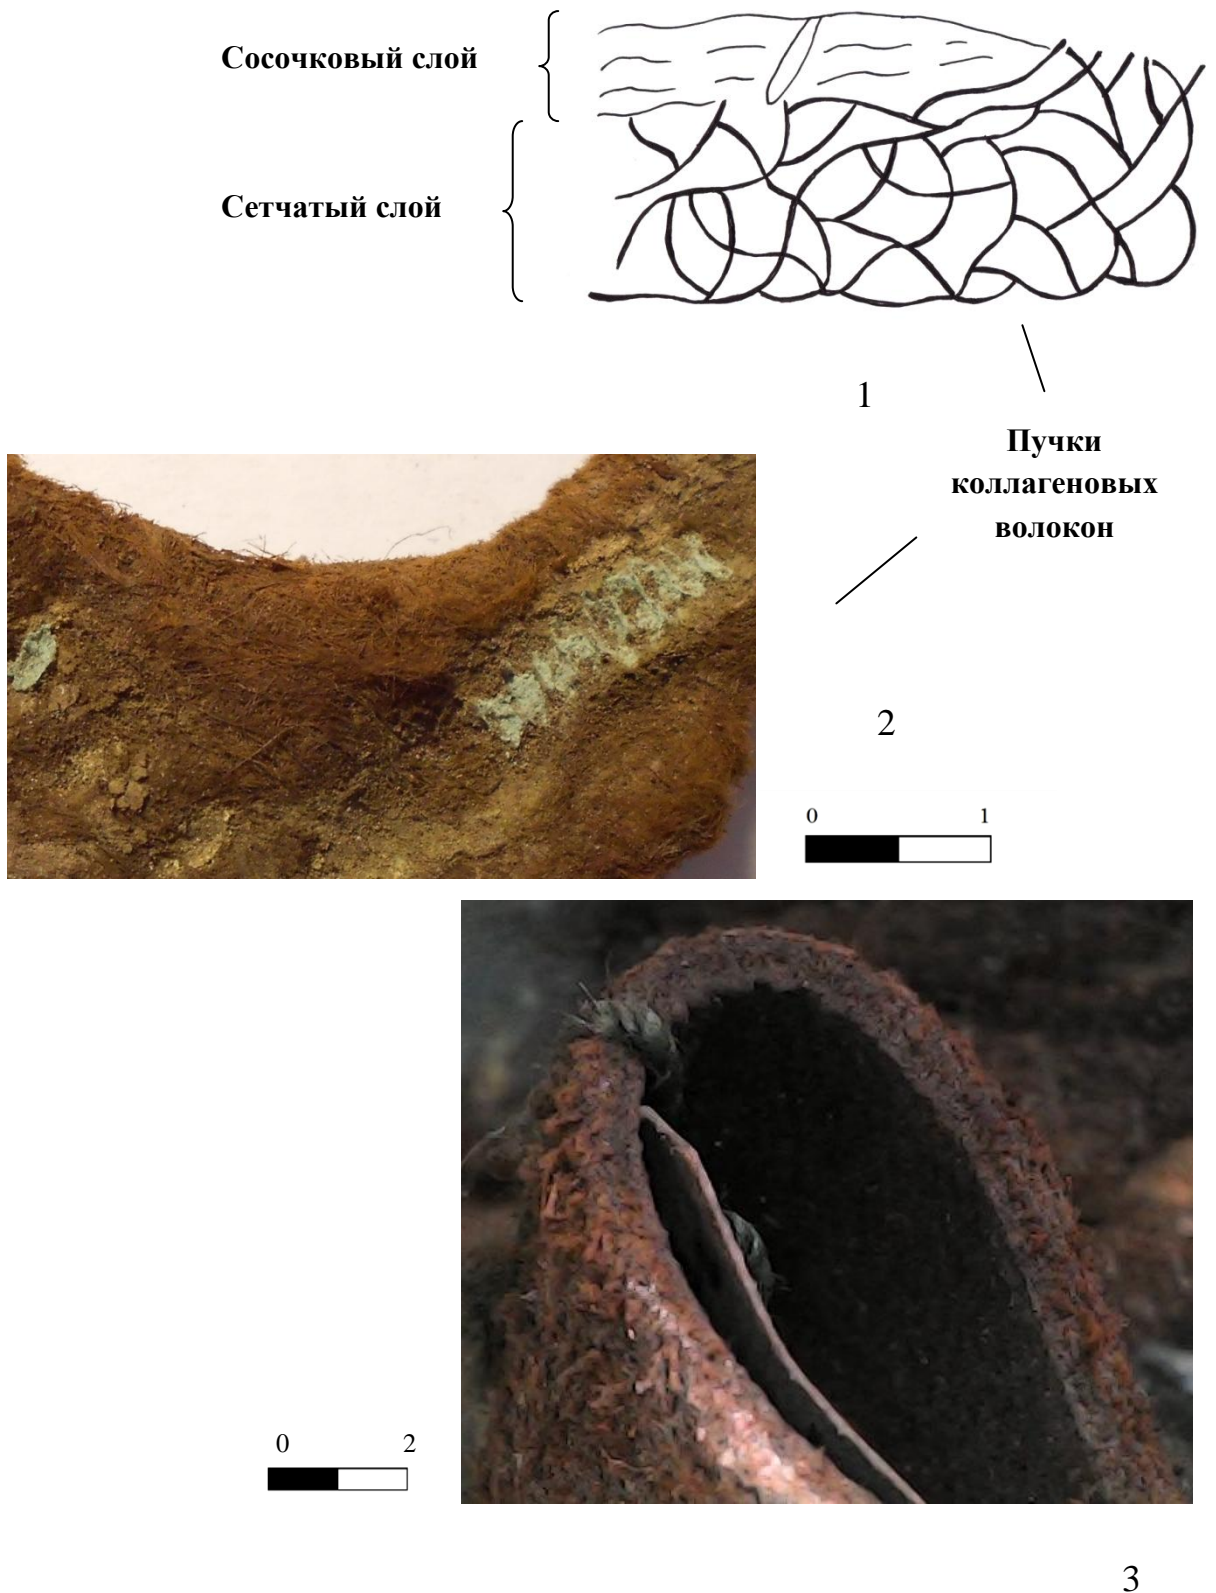 Сосочковый слой
Сетчатый слой
1
Пучки
коллагеновых
волокон
2
0 1
0 2
3